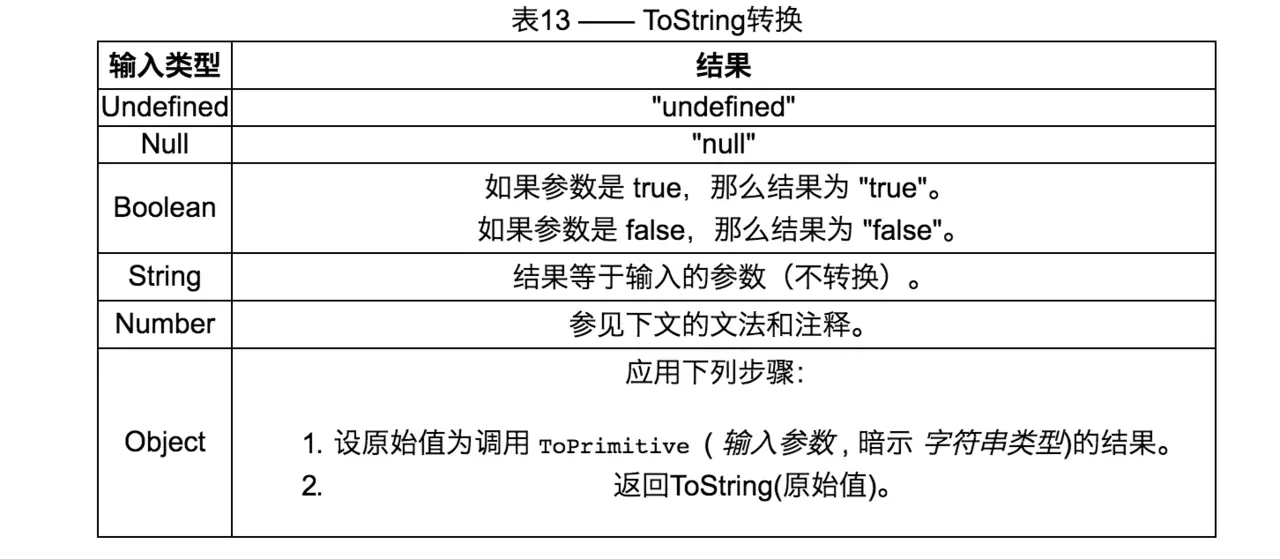 表13 —— ToString转换
输入类型 结果
Undefined "undefined"
Null "null"
Boolean 如果参数是 true，那么结果为 "true"。
如果参数是 false，那么结果为 "false"。
String 结果等于输入的参数（不转换）。
Number 参见下文的文法和注释。
Object 应用下列步骤：
1. 设原始值为调用 ToPrimitive ( 输入参数 , 暗示 字符串类型)的结果。
2. 返回ToString(原始值)。